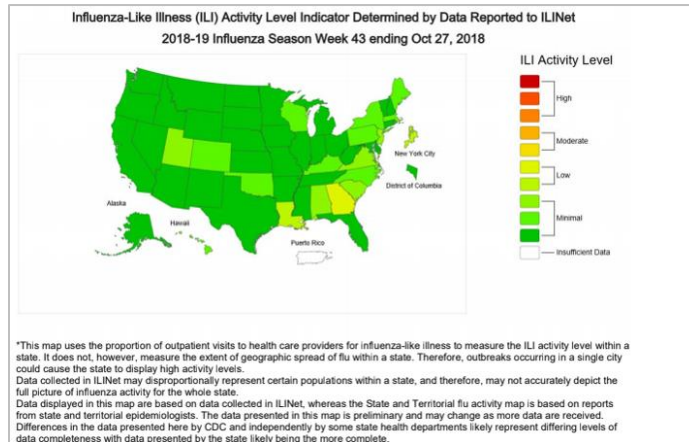 Influenza-Like Illness (ILI) Activity Level Indicator Determined by Data Reported to ILINet
2018-19 Influenza Season Week 43 ending Oct 27, 2018
ILI Activity Level
High
Moderate
Low
Minimal
Insufficient Data
New York City
District of Columbia
Alaska
Hawaii
Puerto Rico
*This map uses the proportion of outpatient visits to health care providers for influenza-like illness to measure the ILI activity level within a
state. It does not, however, measure the extent of geographic spread of flu within a state. Therefore, outbreaks occurring in a single city
could cause the state to display high activity levels.
Data collected in ILINet may disproportionally represent certain populations within a state, and therefore, may not accurately depict the
full picture of influenza activity for the whole state.
Data displayed in this map are based on data collected in ILINet, whereas the State and Territorial flu activity map is based on reports
from state and territorial epidemiologists. The data presented in this map is preliminary and may change as more data are received.
Differences in the data presented here by CDC and independently by some state health departments likely represent differing levels of
data completeness with data presented by the state likely being the more complete.